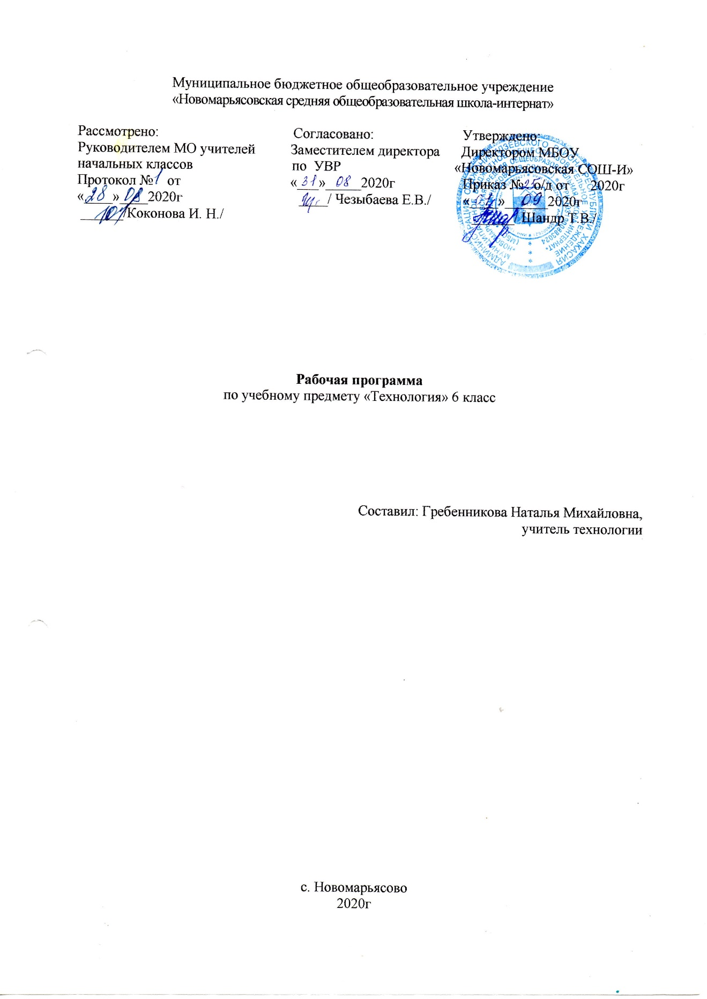 Муниципальное бюджетное общеобразовательное учреждение
«Новомарьясовская средняя общеобразовательная школа-интернат»
Рассмотрено:
Руководителем МО учителей
начальных классов
Протокол №1 от
«28» 08 2020г
/Коконова И. Н./
Согласовано:
Заместителем директора
по УВР
«31» 08 2020г
/ Чезыбаева Е.В./
Утверждено:
Директором МБОУ
«Новомарьясовская СОШ-И»
Приказ № о/д от 2020г
«01» 09 2020г
/ Шандр Т.В./
Рабочая программа
по учебному предмету «Технология» 6 класс
Составил: Гребенникова Наталья Михайловна,
учитель технологии
с. Новомарьясово
2020г